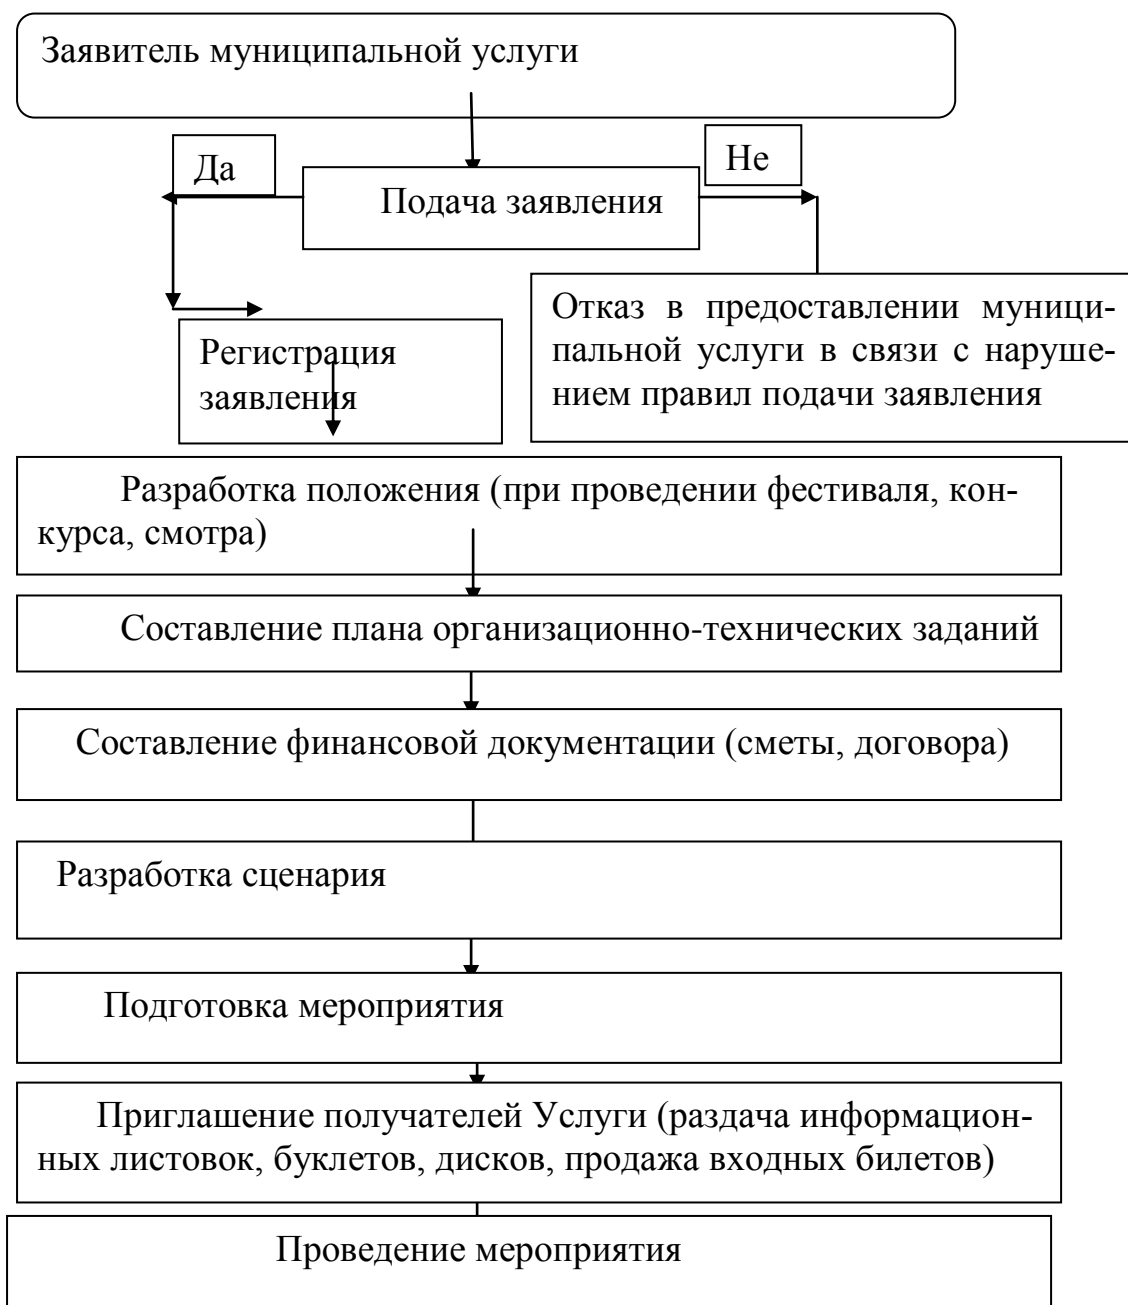 Заявитель муниципальной услуги
Да
Не
Подача заявления
Отказ в предоставлении муници-
пальной услуги в связи с наруше-
нием правил подачи заявления
Регистрация
заявления
Разработка положения (при проведении фестиваля, кон-
курса, смотра)
Составление плана организационно-технических заданий
Составление финансовой документации (сметы, договора)
Разработка сценария
Подготовка мероприятия
Приглашение получателей Услуги (раздача информацион-
ных листовок, буклетов, дисков, продажа входных билетов)
Проведение мероприятия